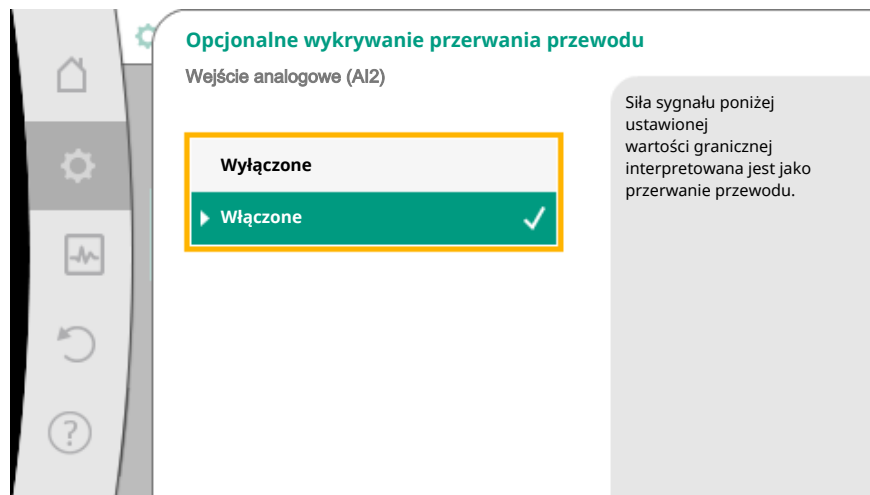 Opcjonalne wykrywanie przerwania przewodu
Wejście analogowe (AI2)
Wyłączone
Włączone
Siła sygnału poniżej
ustawionej
wartości granicznej
interpretowana jest jako
przerwanie przewodu.
?